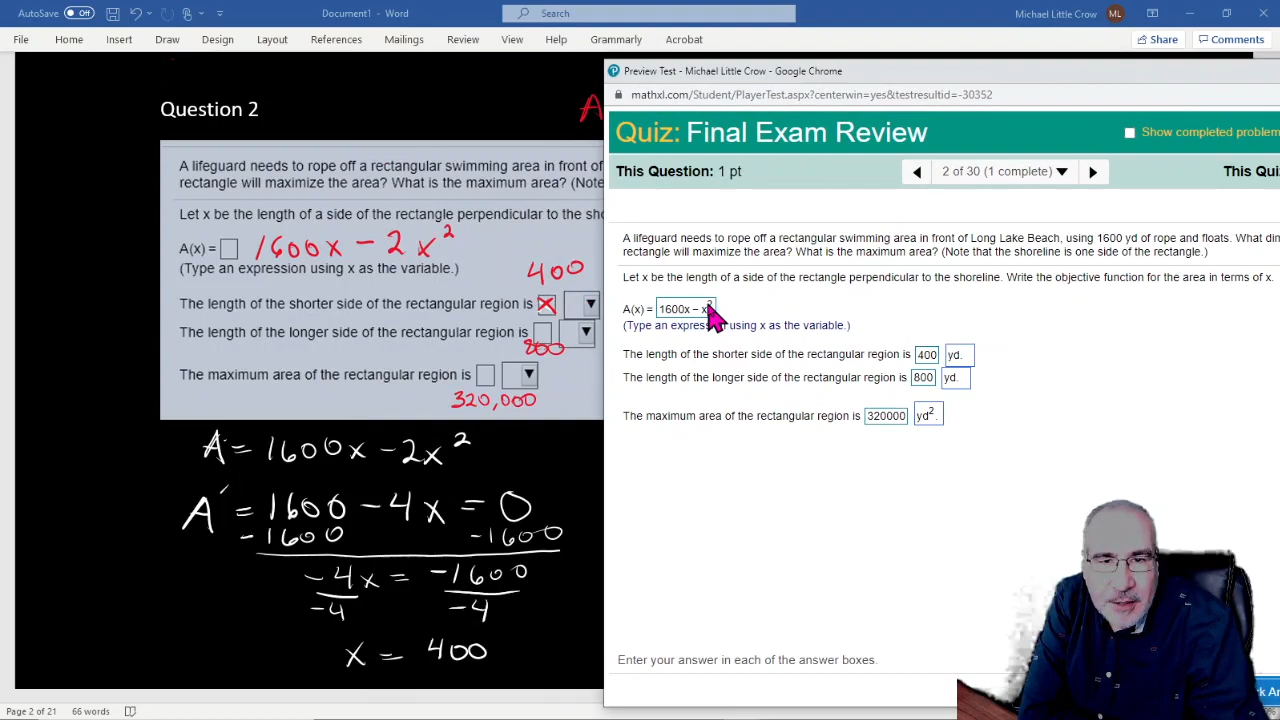 AutoSave Off Document1 - Word Search Michael Little Crow ML
File Home Insert Draw Design Layout References Mailings Review View Help Grammarly Acrobat Share Comments
Question 2
A
A lifeguard needs to rope off a rectangular swimming area in front of
rectangle will maximize the area? What is the maximum area? (Note
Let x be the length of a side of the rectangle perpendicular to the sho
A(x) = 1600x - 2x²
(Type an expression using x as the variable.)
400
The length of the shorter side of the rectangular region is
The length of the longer side of the rectangular region is
800
The maximum area of the rectangular region is
320,000
A = 1600x - 2x²
A' = 1600 - 4x = 0
-1600 -1600
-4x = -1600
-4 -4
x = 400
Preview Test - Michael Little Crow - Google Chrome
mathxl.com/Student/PlayerTest.aspx?centerwin=yes&testresultid=-30352
Quiz: Final Exam Review
Show completed problem
This Question: 1 pt
2 of 30 (1 complete)
This Qui
A lifeguard needs to rope off a rectangular swimming area in front of Long Lake Beach, using 1600 yd of rope and floats. What din
rectangle will maximize the area? What is the maximum area? (Note that the shoreline is one side of the rectangle.)
Let x be the length of a side of the rectangle perpendicular to the shoreline. Write the objective function for the area in terms of x.
A(x) = 1600x - x²
(Type an expression using x as the variable.)
The length of the shorter side of the rectangular region is 400 yd.
The length of the longer side of the rectangular region is 800 yd.
The maximum area of the rectangular region is 320000 yd².
Enter your answer in each of the answer boxes.
k An
Page 2 of 21 66 words